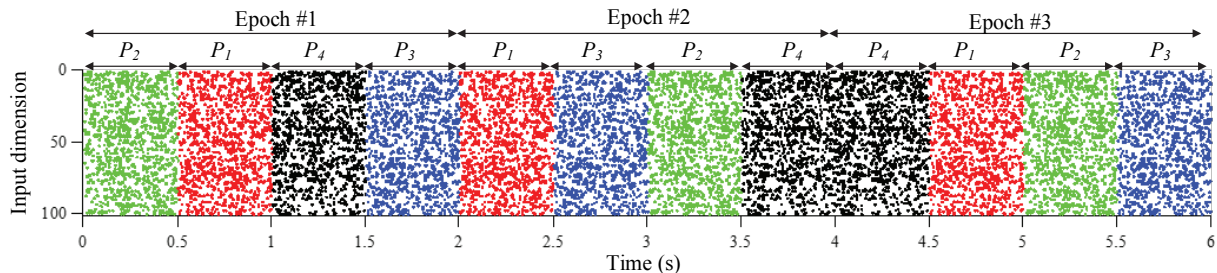 Epoch #1 Epoch #2 Epoch #3
P2 P1 P4 P3 P1 P3 P2 P4 P4 P1 P2 P3
0
50
100
Input dimension
0 0.5 1 1.5 2 2.5 3 3.5 4 4.5 5 5.5 6
Time (s)